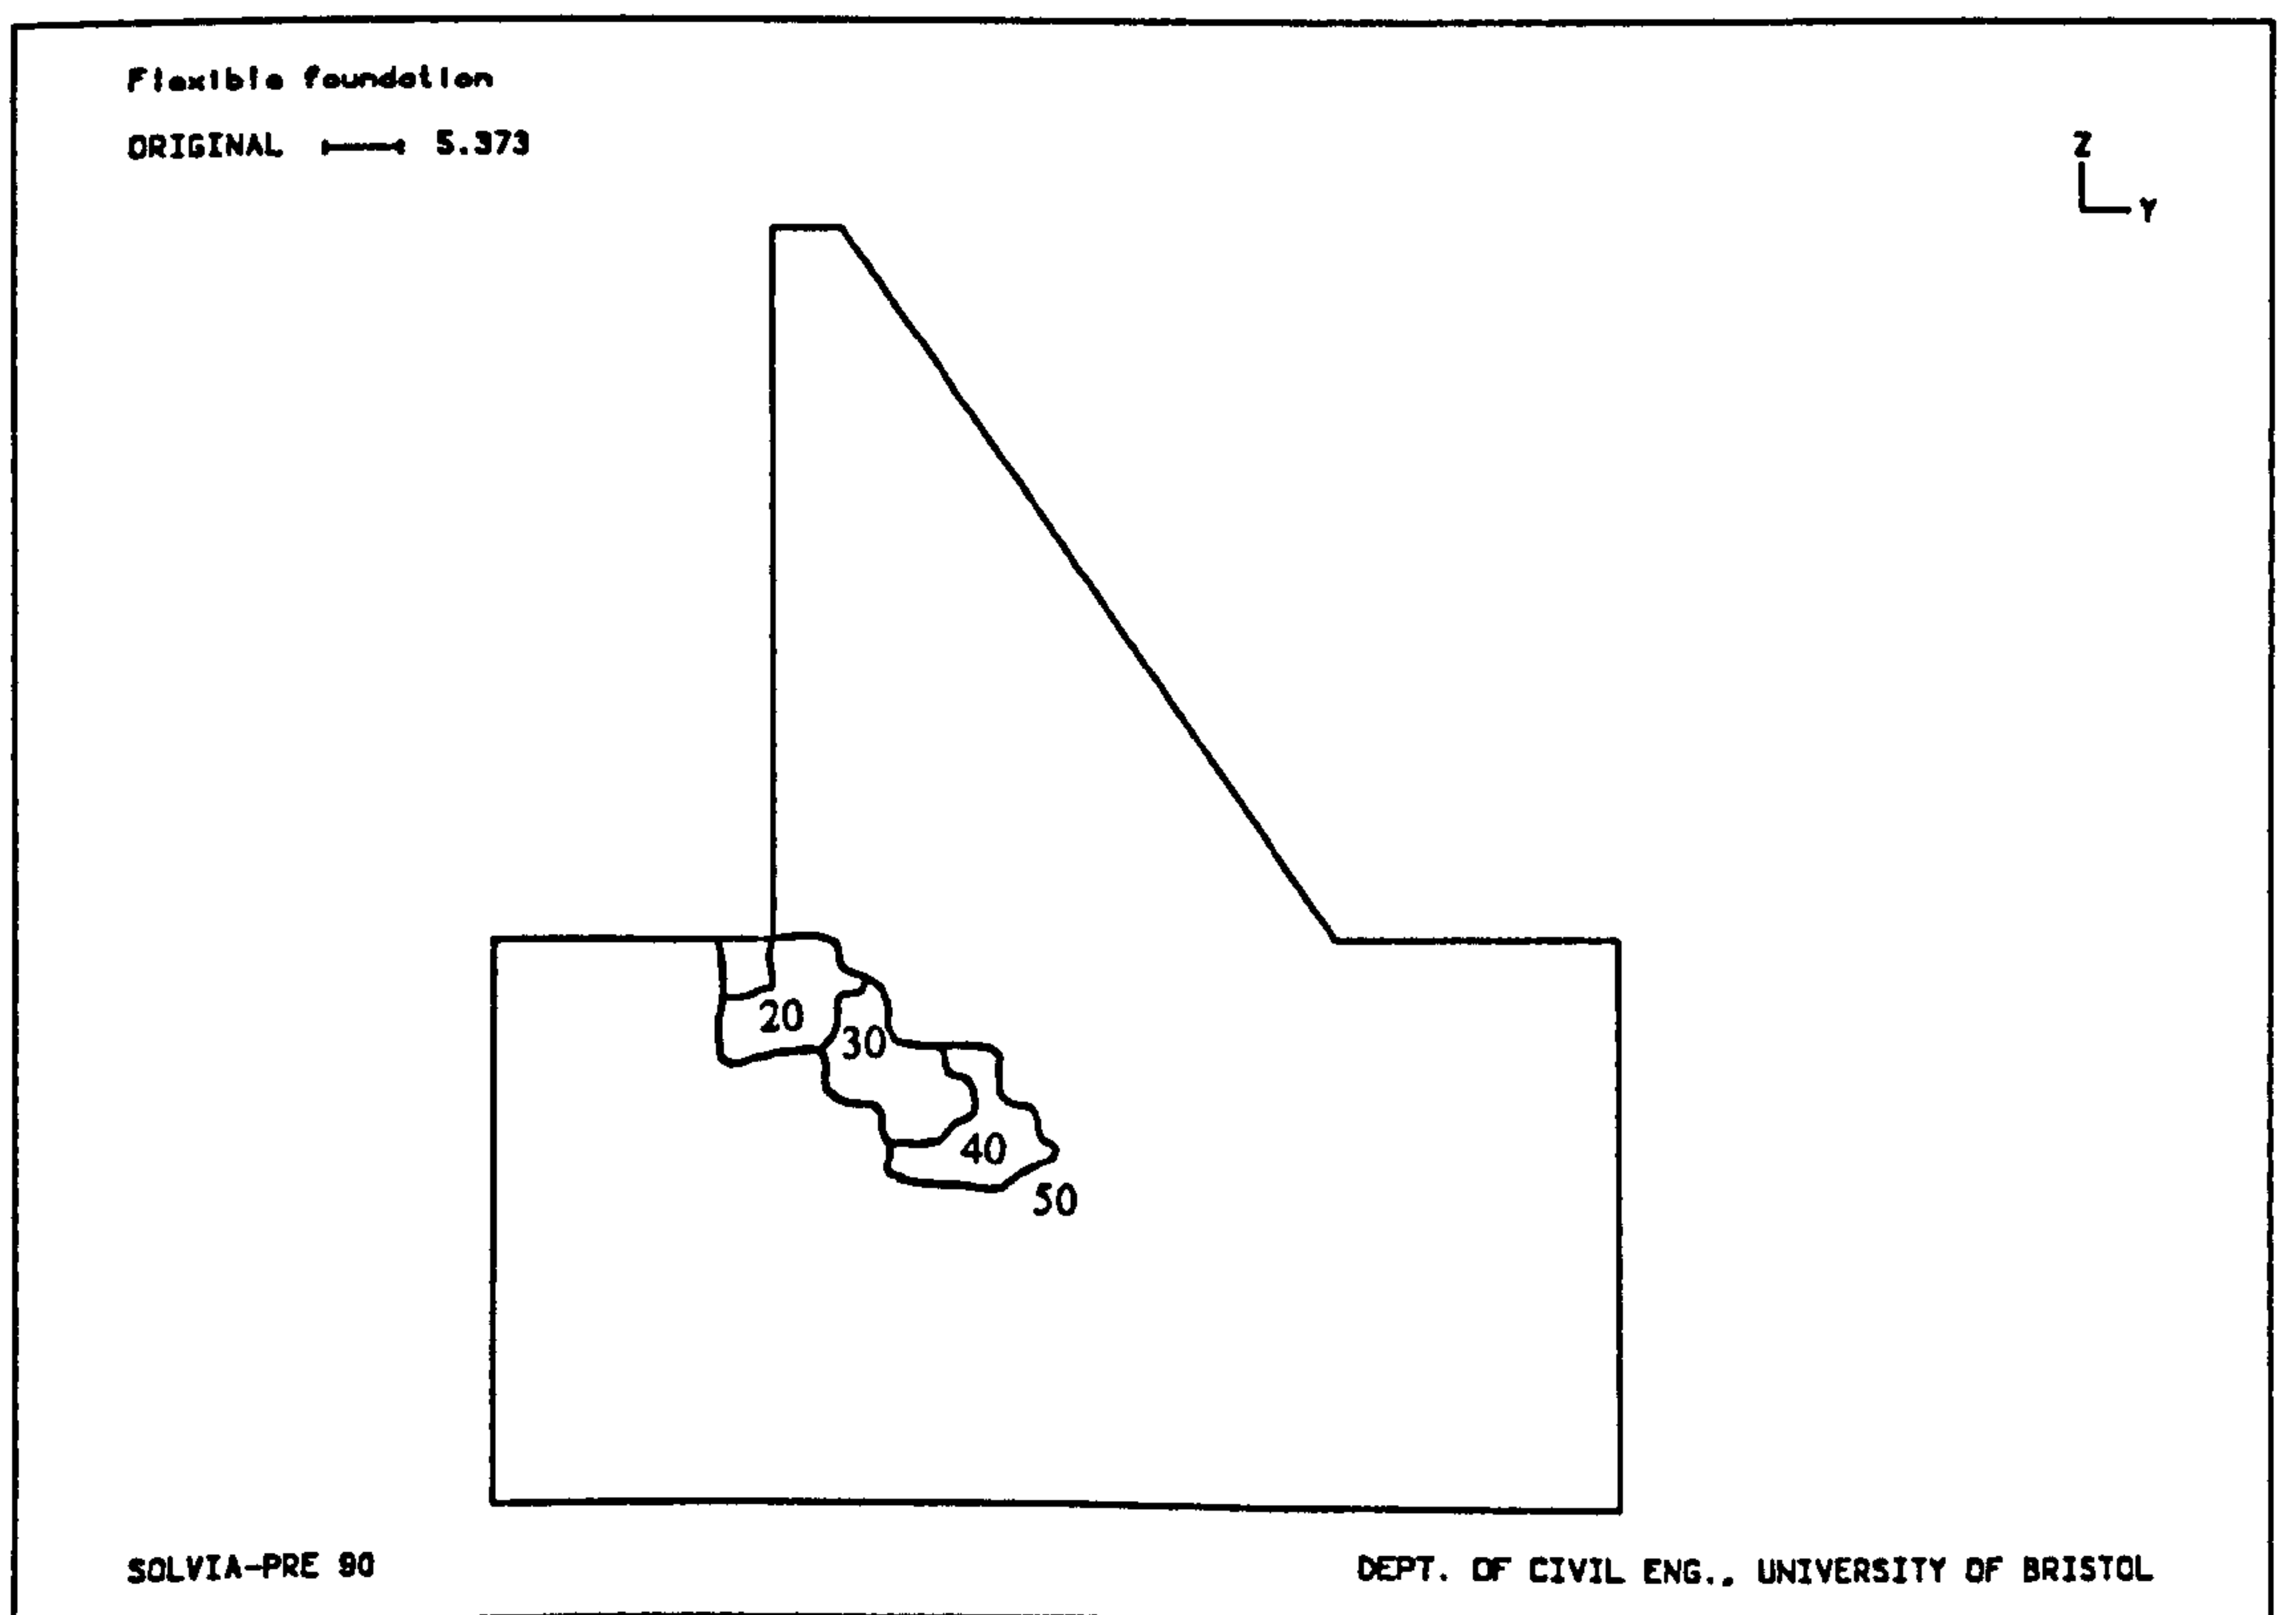 Flexible foundation
ORIGINAL 5.373
Z
Y
20
30
40
50
SOLVIA-PRE 90
DEPT. OF CIVIL ENG., UNIVERSITY OF BRISTOL